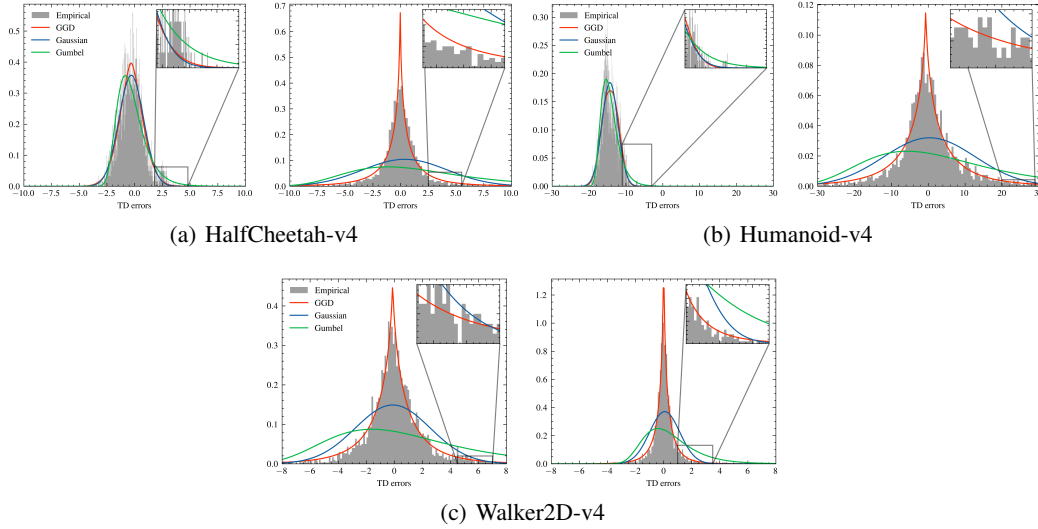 0.5
0.4
0.3
0.2
0.1
0.0
Empirical
GGD
Gaussian
Gumbel
−10.0 −7.5 −5.0 −2.5 0.0 2.5 5.0 7.5 10.0
TD errors
0.7
0.6
0.5
0.4
0.3
0.2
0.1
0.0
−10.0 −7.5 −5.0 −2.5 0.0 2.5 5.0 7.5 10.0
TD errors
(a) HalfCheetah-v4
0.30
0.25
0.20
0.15
0.10
0.05
0.00
Empirical
GGD
Gaussian
Gumbel
−30 −20 −10 0 10 20 30
TD errors
0.12
0.10
0.08
0.06
0.04
0.02
0.00
−30 −20 −10 0 10 20 30
TD errors
(b) Humanoid-v4
0.4
0.3
0.2
0.1
0.0
Empirical
GGD
Gaussian
Gumbel
−8 −6 −4 −2 0 2 4 6 8
TD errors
1.2
1.0
0.8
0.6
0.4
0.2
0.0
−8 −6 −4 −2 0 2 4 6 8
TD errors
(c) Walker2D-v4